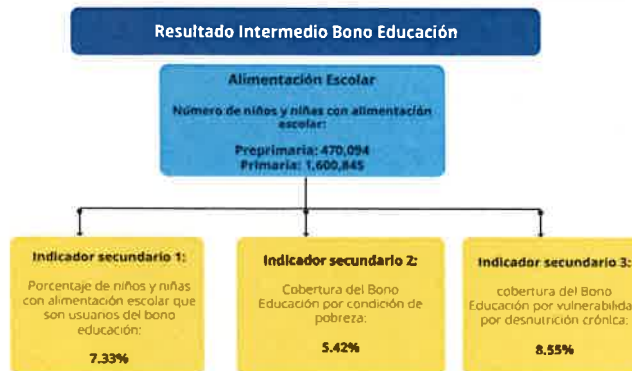 Resultado Intermedio Bono Educación
Alimentación Escolar
Número de niños y niñas con alimentación
escolar:
Preprimaria: 470,094
Primaria: 1,600,845
Indicador secundario 1:
Porcentaje de niños y niñas
con alimentación escolar que
son usuarios del bono
educación:
7.33%
Indicador secundario 2:
Cobertura del Bono
Educación por condición de
pobreza:
5.42%
Indicador secundario 3:
cobertura del Bono
Educación por vulnerabilida
por desnutrición crónica:
8.55%